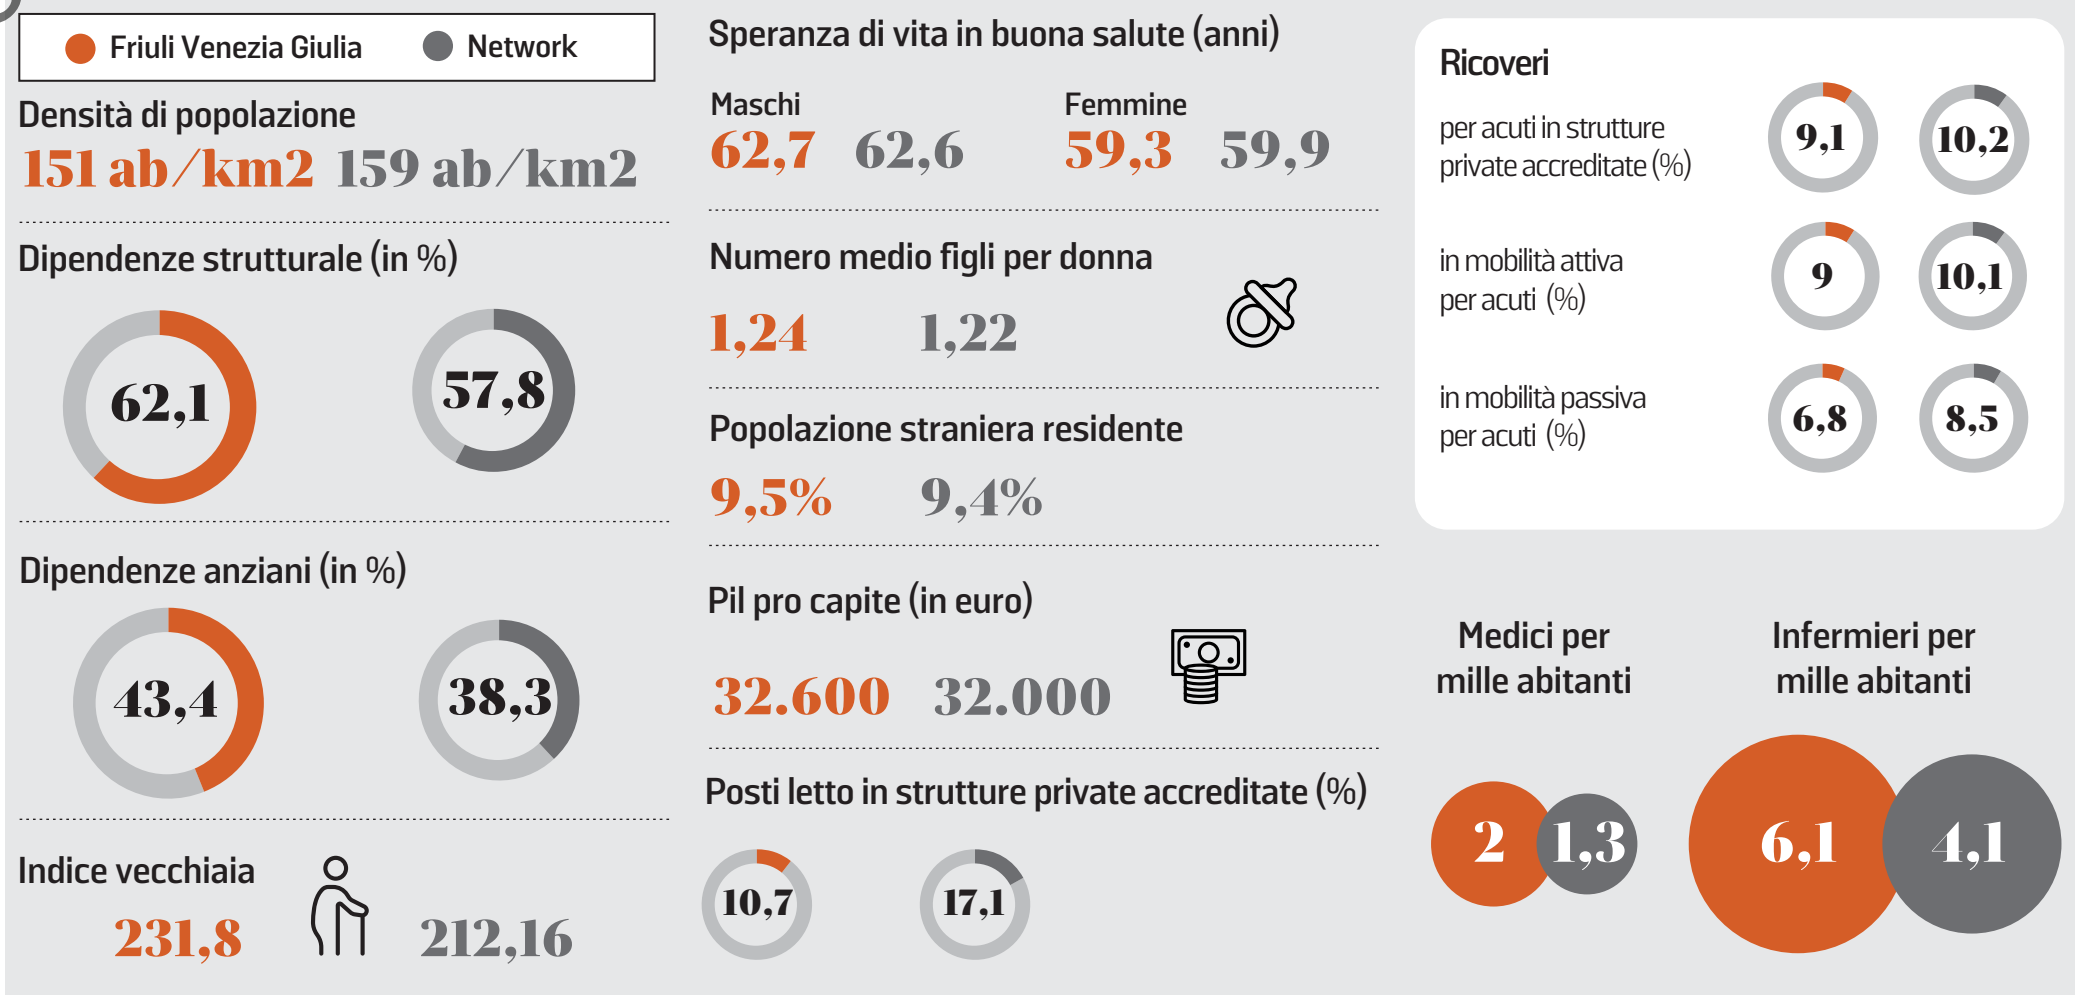 Friuli Venezia Giulia
Network
Densità di popolazione
151 ab/km2 159 ab/km2
Dipendenze strutturale (in %)
62,1
57,8
Dipendenze anziani (in %)
43,4
38,3
Indice vecchiaia
231,8
212,16
Speranza di vita in buona salute (anni)
Maschi
Femmine
62,7 62,6 59,3 59,9
Numero medio figli per donna
1,24 1,22
Popolazione straniera residente
9,5% 9,4%
Pil pro capite (in euro)
32.600 32.000
Posti letto in strutture private accreditate (%)
10,7
17,1
Ricoveri
per acuti in strutture
private accreditate (%)
9,1
10,2
in mobilità attiva
per acuti (%)
9
10,1
in mobilità passiva
per acuti (%)
6,8
8,5
Medici per
mille abitanti
2
1,3
Infermieri per
mille abitanti
6,1
4,1